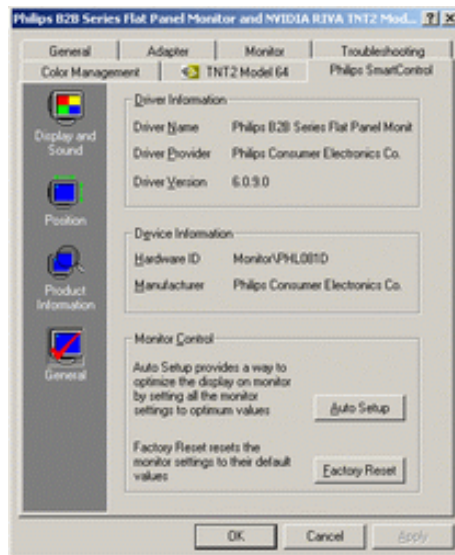 Philips B2B Series Flat Panel Monitor and NVIDIA RIVA TNT2 Mod...
General Adapter Monitor Troubleshooting
Color Management TNT2 Model 64 Philips SmartControl
Display and
Sound
Position
Product
Information
General
Driver Information
Driver Name Philips B2B Series Flat Panel Monit
Driver Provider Philips Consumer Electronics Co.
Driver Version 6.0.9.0
Device Information
Hardware ID Monitor\PHL081D
Manufacturer Philips Consumer Electronics Co.
Monitor Control
Auto Setup provides a way to
optimize the display on monitor
by setting all the monitor
settings to optimum values
Auto Setup
Factory Reset resets the
monitor settings to their default
values
Factory Reset
OK Cancel Apply